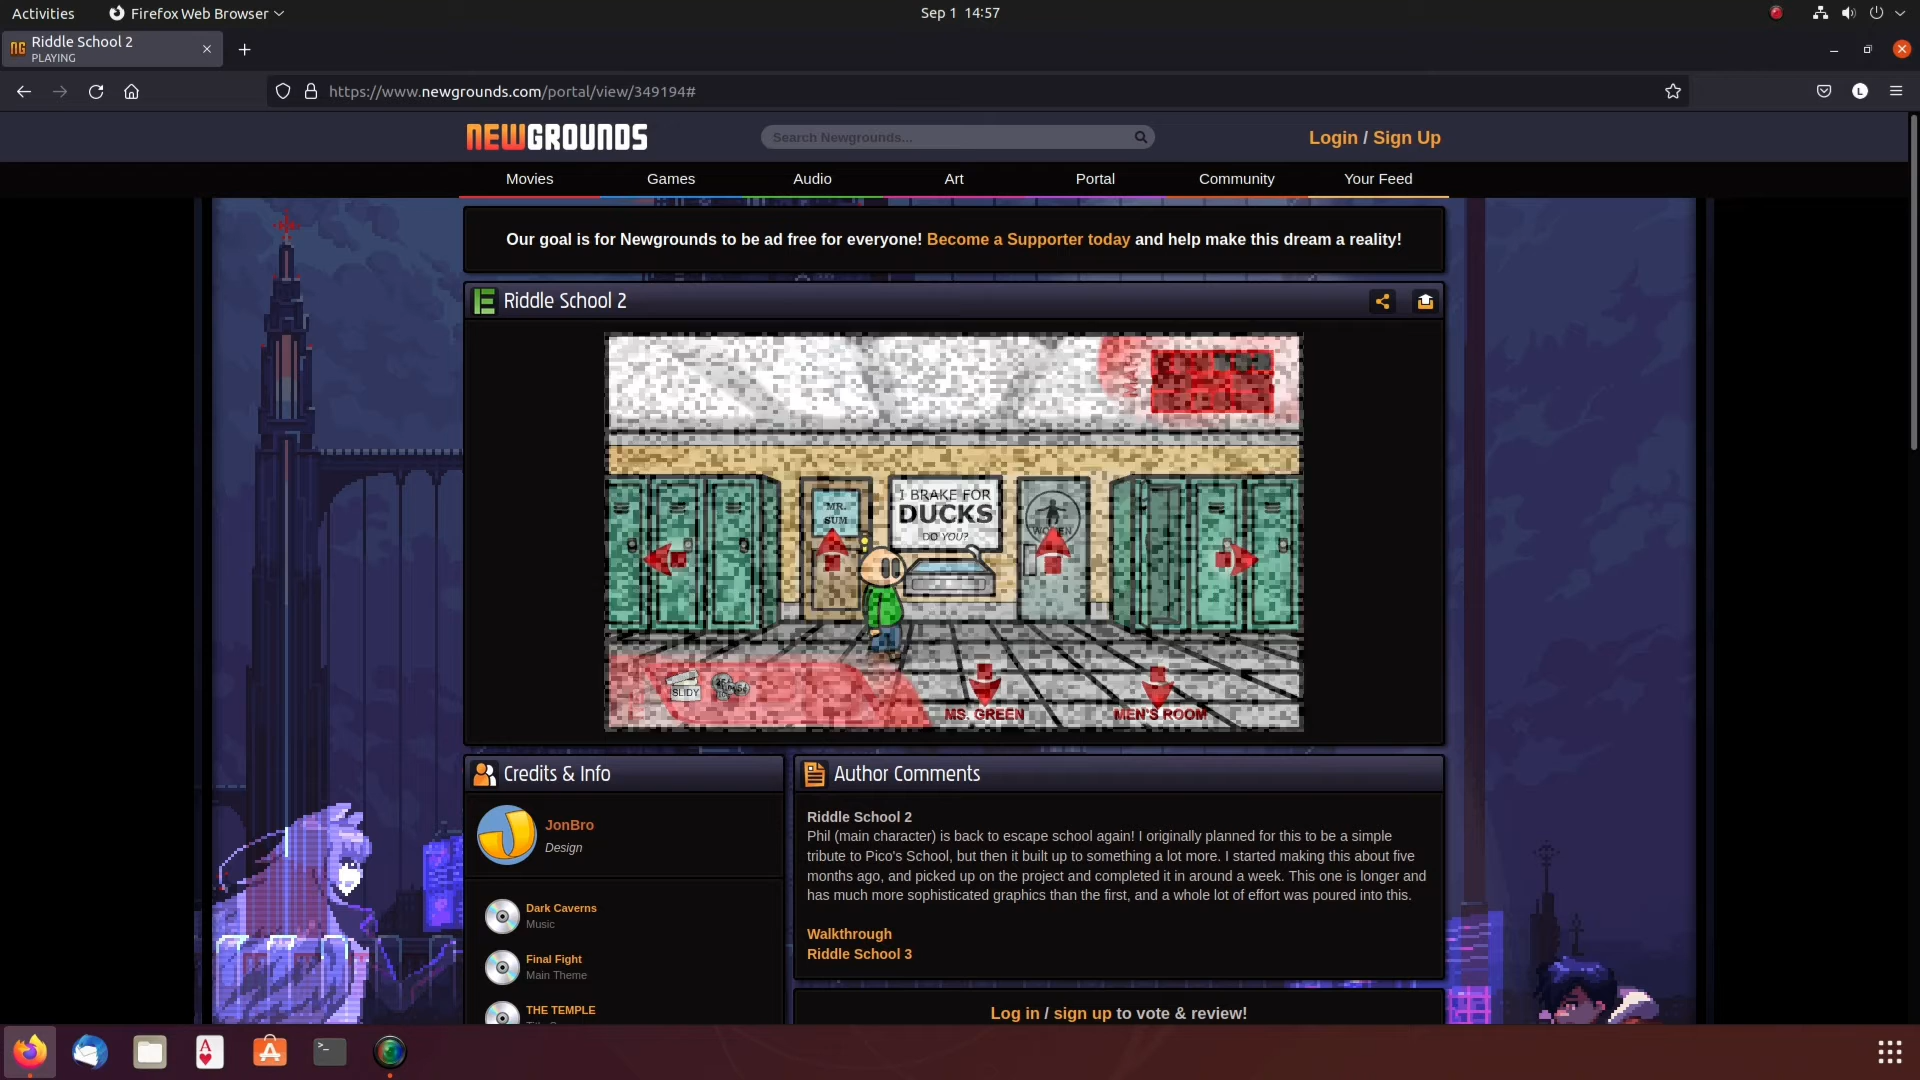 Activities
Firefox Web Browser
Sep 1 14:57
Riddle School 2
PLAYING
https://www.newgrounds.com/portal/view/349194#
L
NEWGROUNDS
Search Newgrounds...
Login / Sign Up
Movies
Games
Audio
Art
Portal
Community
Your Feed
Our goal is for Newgrounds to be ad free for everyone! Become a Supporter today and help make this dream a reality!
E
Riddle School 2
MAP
I BRAKE FOR
DUCKS
DO YOU?
MR.
SUM
WOMEN
SLIDY
MS. GREEN
MEN'S ROOM
Credits & Info
JonBro
Design
Dark Caverns
Music
Final Fight
Main Theme
THE TEMPLE
Author Comments
Riddle School 2
Phil (main character) is back to escape school again! I originally planned for this to be a simple
tribute to Pico's School, but then it built up to something a lot more. I started making this about five
months ago, and picked up on the project and completed it in around a week. This one is longer and
has much more sophisticated graphics than the first, and a whole lot of effort was poured into this.
Walkthrough
Riddle School 3
Log in / sign up to vote & review!